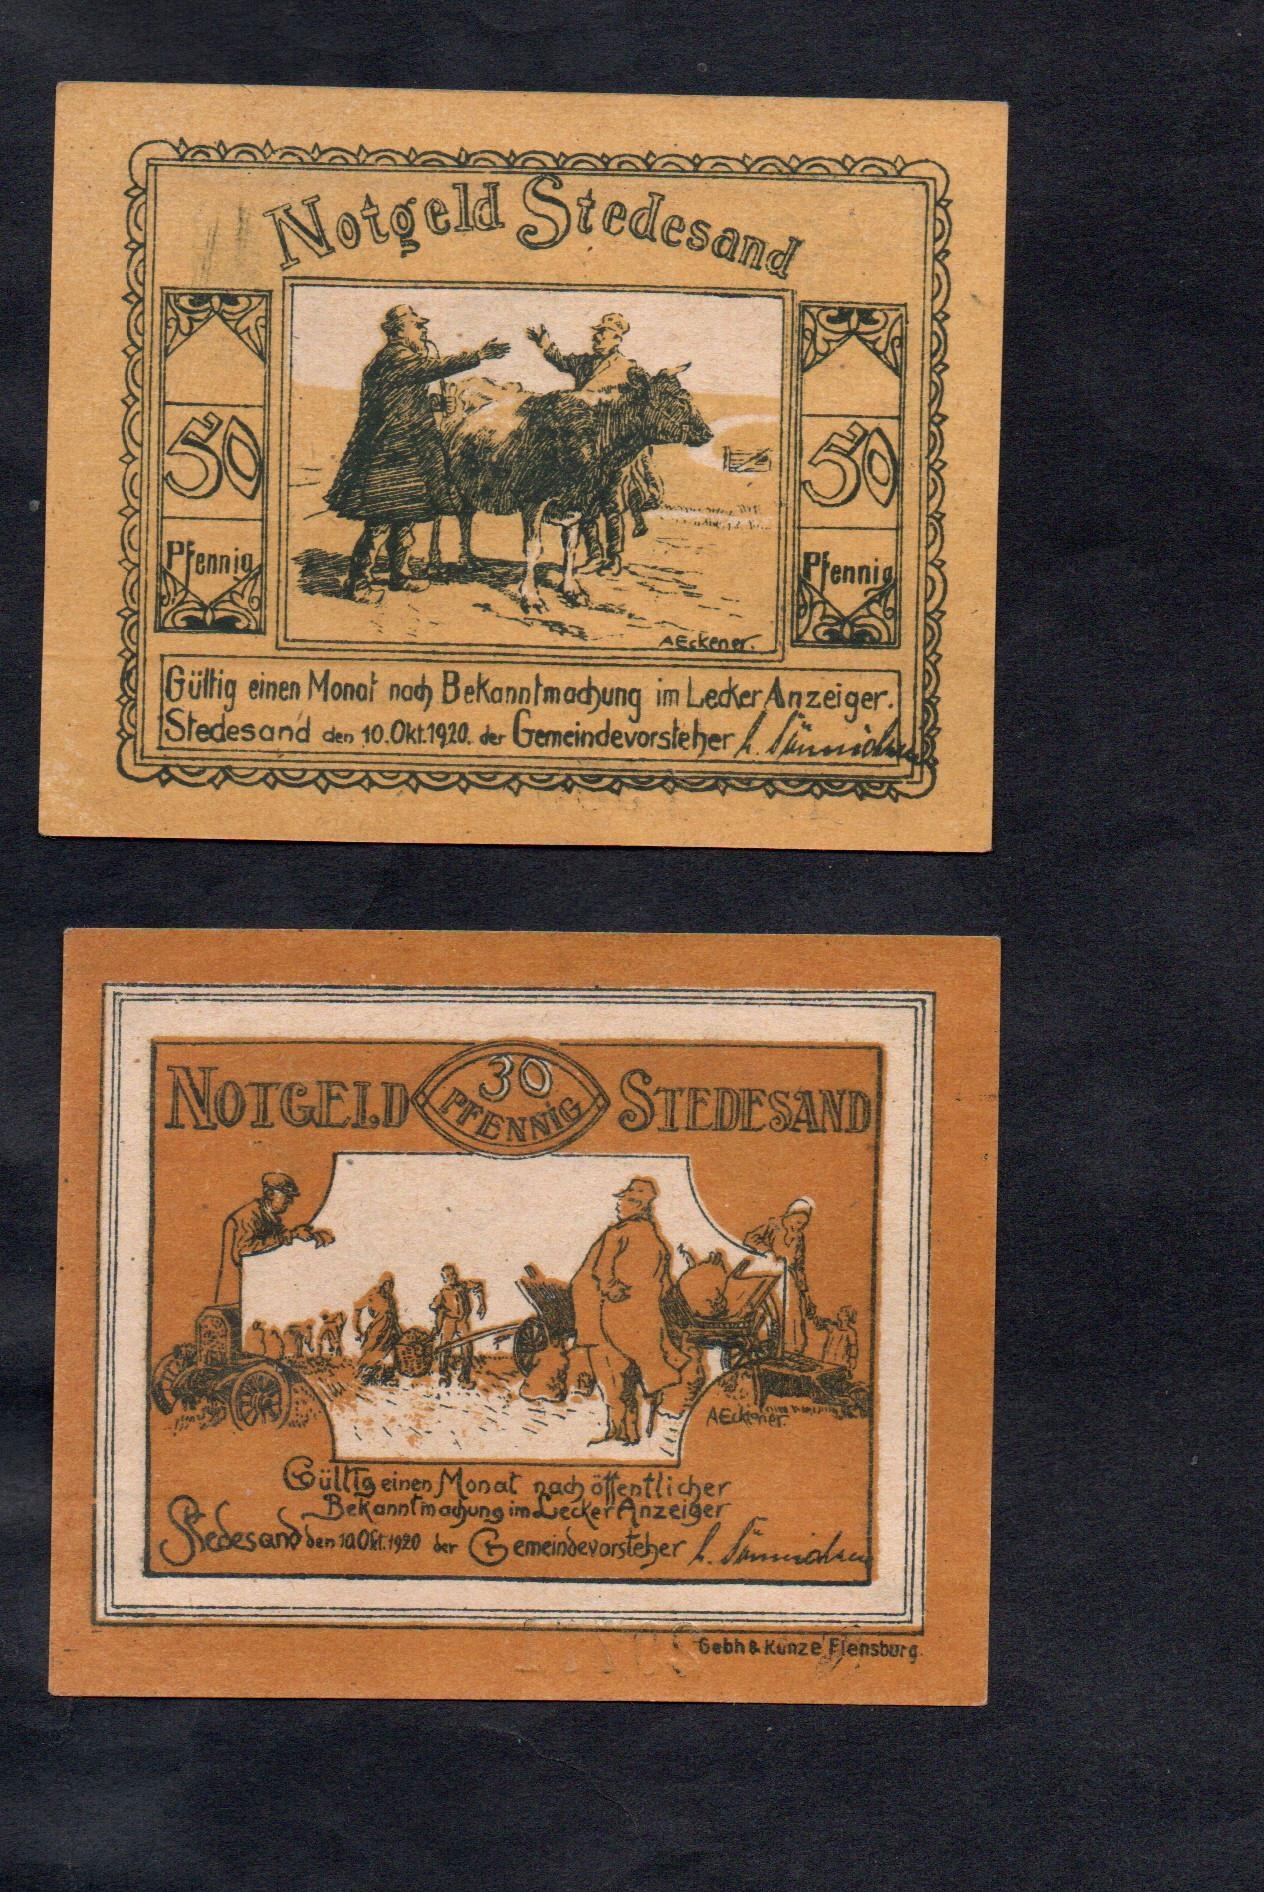 Notgeld Stedesand
50
Pfennig
50
Pfennig
AEckener.
Gültig einen Monat nach Bekanntmachung im Lecker Anzeiger.
Stedesand den 10. Okt. 1920. der Gemeindevorsteher
NOTGELD 30 PFENNIG STEDESAND
AEckener
Gültig einen Monat nach öffentlicher
Bekanntmachung im Lecker Anzeiger
Stedesand den 10. Okt. 1920 der Gemeindevorsteher
Gebh & Kunze Flensburg.